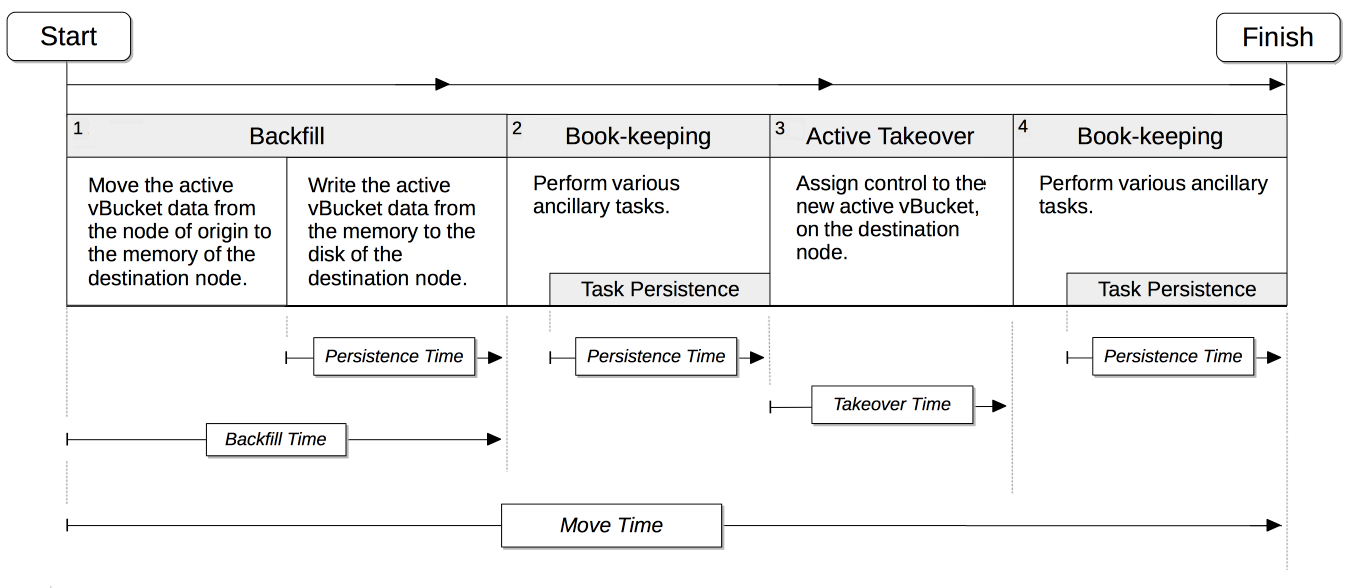 Start
Finish
1
Backfill
2
Book-keeping
3
Active Takeover
4
Book-keeping
Move the active
vBucket data from
the node of origin to
the memory of the
destination node.
Write the active
vBucket data from
the memory to the
disk of the
destination node.
Perform various
ancillary tasks.
Task Persistence
Assign control to the
new active vBucket,
on the destination
node.
Perform various ancillary
tasks.
Task Persistence
Persistence Time
Persistence Time
Persistence Time
Takeover Time
Backfill Time
Move Time